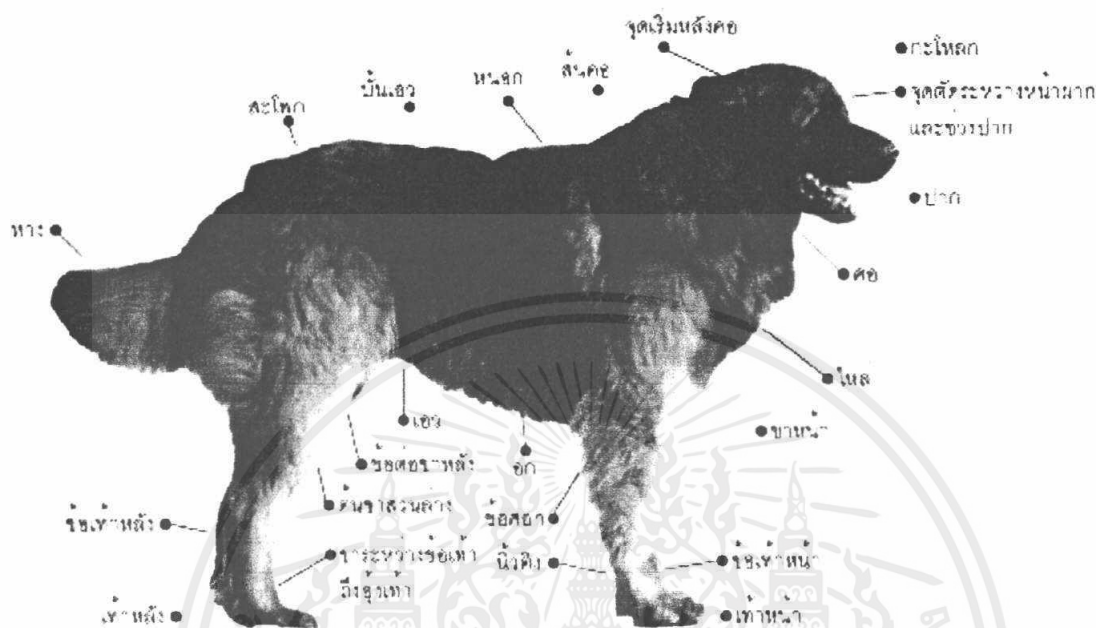 จุดเริ่มหลังคอ
กะโหลก
สันคอ
หนอก
บั้นเอว
สะโพก
จุดตัดระหว่างหน้าผาก
และช่วงปาก
ปาก
หาง
คอ
ไหล่
เอว
ขาหน้า
ข้อต่อขาหลัง
อก
ต้นขาส่วนล่าง
ข้อศอก
ข้อเท้าหลัง
ขาระหว่างข้อเท้า
ถึงอุ้งเท้า
นิ้วติ่ง
ข้อเท้าหน้า
เท้าหลัง
เท้าหน้า